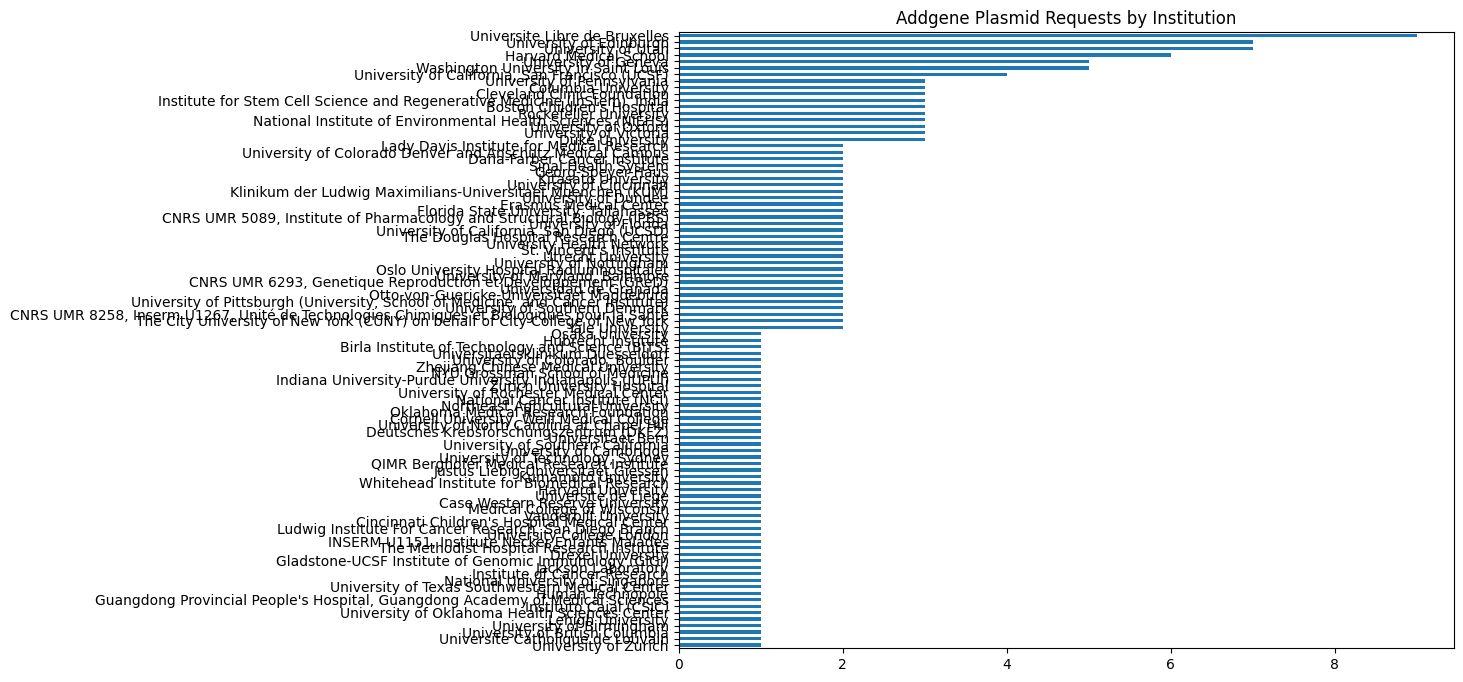 Addgene Plasmid Requests by Institution
Universite Libre de Bruxelles
University of Edinburgh
University of Utah
Harvard Medical School
University of Geneva
Washington University in Saint Louis
University of California, San Francisco (UCSF)
University of Pennsylvania
Columbia University
Cleveland Clinic Foundation
Institute for Stem Cell Science and Regenerative Medicine (inStem), India
Boston Children's Hospital
Rockefeller University
National Institute of Environmental Health Sciences (NIEHS)
University of Oxford
University of Victoria
Duke University
Lady Davis Institute for Medical Research
University of Colorado Denver and Anschutz Medical Campus
Dana-Farber Cancer Institute
Sinai Health System
Georg-Speyer-Haus
Kitasato University
University of Cincinnati
Klinikum der Ludwig Maximilians-Universitaet Muenchen (KUM)
University of Dundee
Erasmus Medical Center
Florida State University, Tallahassee
CNRS UMR 5089, Institute of Pharmacology and Structural Biology (IPBS)
University of Florida
University of California, San Diego (UCSD)
The Douglas Hospital Research Centre
University Health Network
St. Vincent's Institute
Utrecht University
University of Nottingham
Oslo University Hospital Radiumhospitalet
University of Maryland, Baltimore
CNRS UMR 6293, Genetique Reproduction et Developpement (GReD)
Universidad de Granada
Otto-von-Guericke-Universitaet Magdeburg
University of Pittsburgh (University, School of Medicine, and Cancer Institute)
University of Southern Denmark
CNRS UMR 8258, Inserm U1267, Unité de Technologies Chimiques et Biologiques pour la Santé
The City University of New York (CUNY) on behalf of City College of New York
Yale University
Osaka University
Hubrecht Institute
Birla Institute of Technology and Science (BITS)
Universitaetsklinikum Duesseldorf
University of Colorado, Boulder
Zhejiang Chinese Medical University
NYU Grossman School of Medicine
Indiana University-Purdue University Indianapolis (IUPUI)
Zurich University Hospital
University of Rochester Medical Center
National Cancer Institute (NCI)
Northeast Agricultural University
Oklahoma Medical Research Foundation
Cornell University, Weill Medical College
University of North Carolina at Chapel Hill
Deutsches Krebsforschungszentrum (DKFZ)
Universitaet Bern
University of Southern California
University of Cambridge
University of Technology, Sydney
QIMR Berghofer Medical Research Institute
Justus Liebig-Universitaet Giessen
Kumamoto University
Whitehead Institute for Biomedical Research
Harvard University
Universite de Liege
Case Western Reserve University
Medical College of Wisconsin
Vanderbilt University
Cincinnati Children's Hospital Medical Center
Ludwig Institute For Cancer Research, San Diego Branch
University College London
INSERM U1151, Institute Necker Enfants Malades
The Methodist Hospital Research Institute
Drexel University
Gladstone-UCSF Institute of Genomic Immunology (GIGI)
Jackson Laboratory
Institute of Cancer Research
National University of Singapore
University of Texas Southwestern Medical Center
Human Technopole
Guangdong Provincial People's Hospital, Guangdong Academy of Medical Sciences
Instituto Cajal (CSIC)
University of Oklahoma Health Sciences Center
Lehigh University
University of Birmingham
University of British Columbia
Universite Catholique de Louvain
University of Zurich
0 2 4 6 8